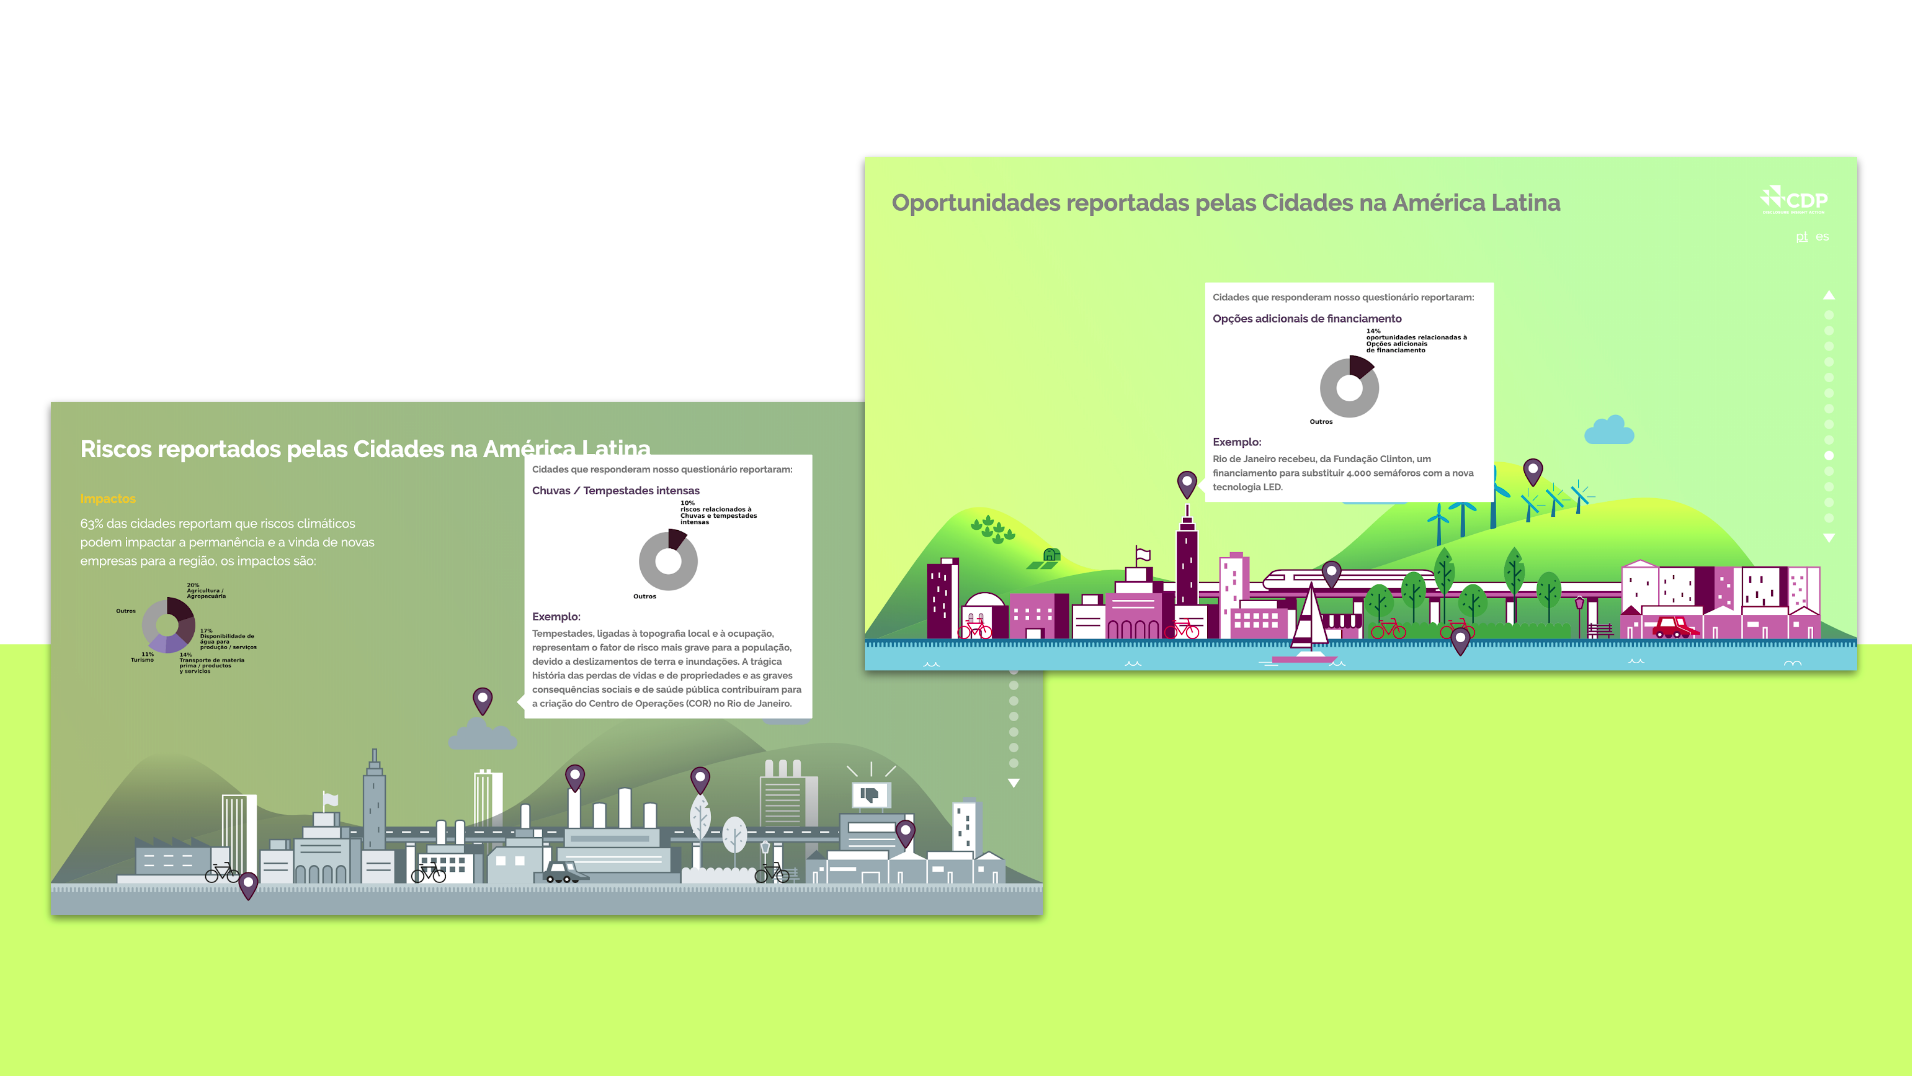 Oportunidades reportadas pelas Cidades na América Latina
CDP
pt es
Cidades que responderam nosso questionário reportaram:
Opções adicionais de financiamento
14%
oportunidades relacionadas à
Opções adicionais
de financiamento
Outros
Exemplo:
Rio de Janeiro recebeu, da Fundação Clinton, um
financiamento para substituir 4.000 semáforos com a nova
tecnologia LED.
Riscos reportados pelas Cidades na América Latina
Impactos
63% das cidades reportam que riscos climáticos
podem impactar a permanência e a vinda de novas
empresas para a região, os impactos são:
20%
Agricultura /
Agropecuária
Outros
17%
Disponibilidade de
água para
produção / serviços
11%
Turismo
14%
Transporte de materia
prima / productos
y servicios
Cidades que responderam nosso questionário reportaram:
Chuvas / Tempestades intensas
10%
riscos relacionados à
Chuvas e tempestades
intensas
Outros
Exemplo:
Tempestades, ligadas à topografia local e à ocupação,
representam o fator de risco mais grave para a população,
devido a deslizamentos de terra e inundações. A trágica
história das perdas de vidas e de propriedades e as graves
consequências sociais e de saúde pública contribuíram para
a criação do Centro de Operações (COR) no Rio de Janeiro.